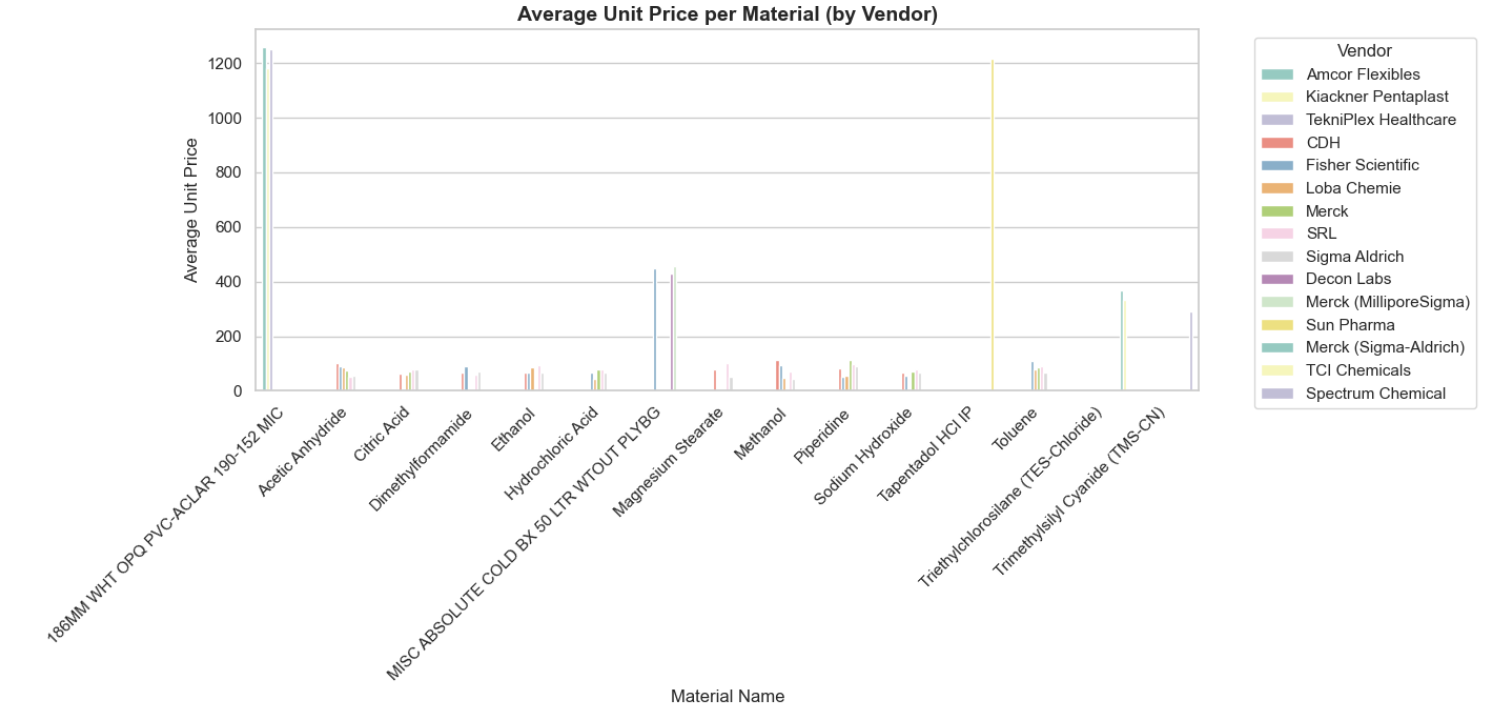 Average Unit Price per Material (by Vendor)
Average Unit Price
1200
1000
800
600
400
200
0
186MM WHT OPQ PVC-ACLAR 190-152 MIC
Acetic Anhydride
Citric Acid
Dimethylformamide
Ethanol
Hydrochloric Acid
MISC ABSOLUTE COLD BX 50 LTR WTOUT PLYBG
Magnesium Stearate
Methanol
Piperidine
Sodium Hydroxide
Tapentadol HCl IP
Toluene
Triethylchlorosilane (TES-Chloride)
Trimethylsilyl Cyanide (TMS-CN)
Material Name
Vendor
Amcor Flexibles
Kiackner Pentaplast
TekniPlex Healthcare
CDH
Fisher Scientific
Loba Chemie
Merck
SRL
Sigma Aldrich
Decon Labs
Merck (MilliporeSigma)
Sun Pharma
Merck (Sigma-Aldrich)
TCI Chemicals
Spectrum Chemical